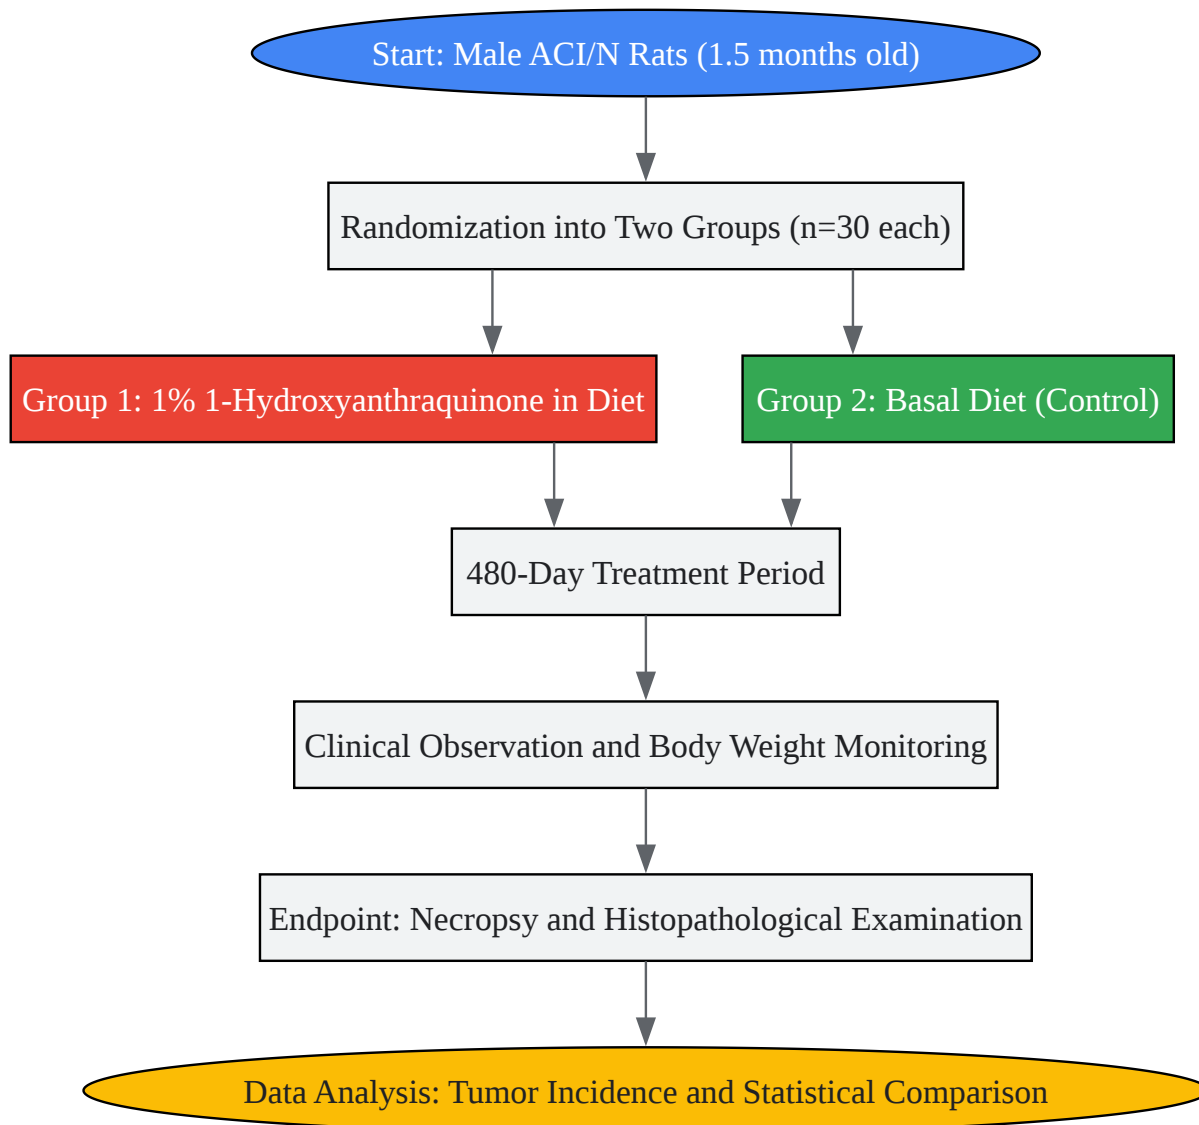 Start: Male ACI/N Rats (1.5 months old)
Randomization into Two Groups (n=30 each)
Group 1: 1% 1-Hydroxyanthraquinone in Diet
Group 2: Basal Diet (Control)
480-Day Treatment Period
Clinical Observation and Body Weight Monitoring
Endpoint: Necropsy and Histopathological Examination
Data Analysis: Tumor Incidence and Statistical Comparison